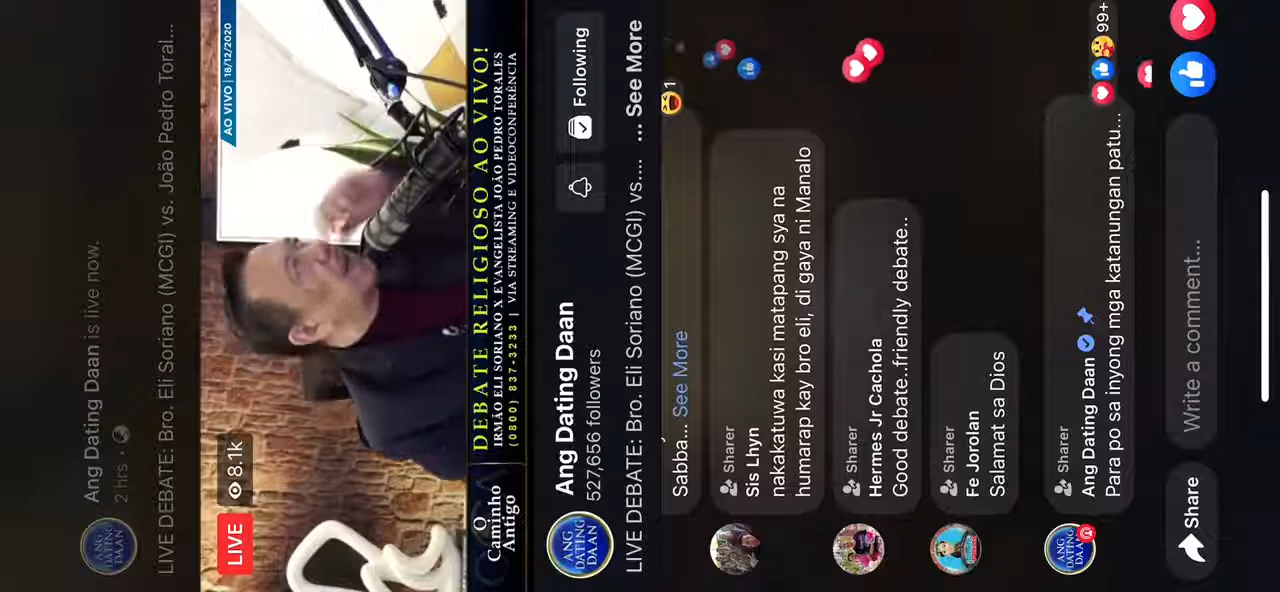 Ang Dating Daan is live now.
2 hrs
LIVE DEBATE: Bro. Eli Soriano (MCGI) vs. João Pedro Toral...
LIVE
8.1k
AO VIVO | 18/12/2020
O
Caminho
Antigo
DEBATE RELIGIOSO AO VIVO!
IRMÃO ELI SORIANO X EVANGELISTA JOÃO PEDRO TORALES
(0800) 837-3233 | VIA STREAMING E VIDEOCONFERÊNCIA
ANG
DATING
DAAN
Ang Dating Daan
527,656 followers
Following
LIVE DEBATE: Bro. Eli Soriano (MCGI) vs.... ... See More
Sabba... See More
1
Sharer
Sis Lhyn
nakakatuwa kasi matapang sya na
humarap kay bro eli, di gaya ni Manalo
Sharer
Hermes Jr Cachola
Good debate..friendly debate..
Sharer
Fe Jorolan
Salamat sa Dios
Sharer
Ang Dating Daan
Para po sa inyong mga katanungan patu...
99+
Share
Write a comment...